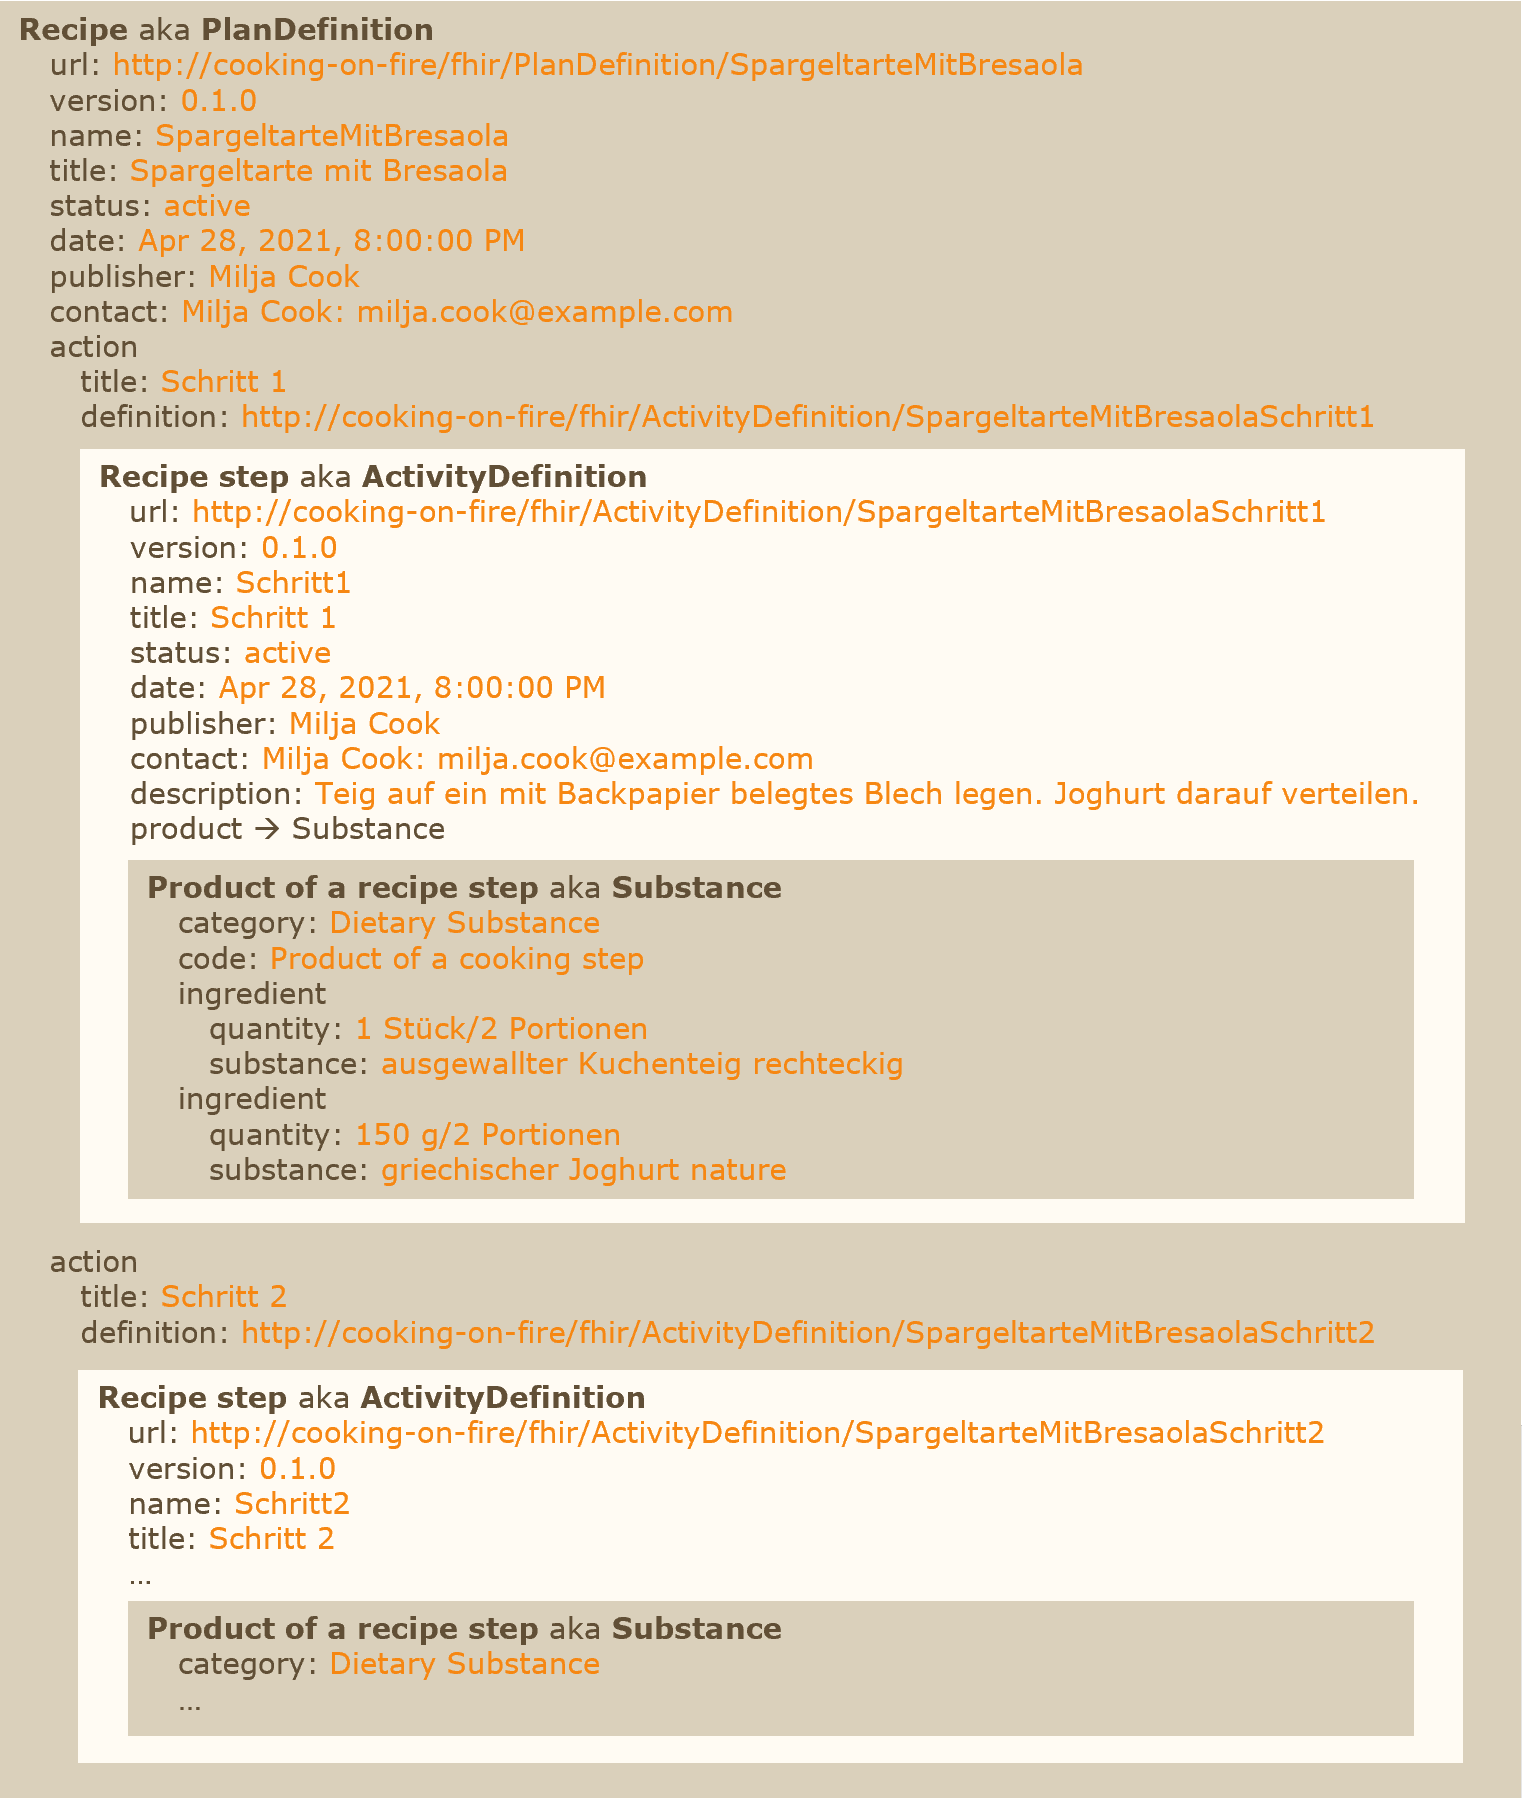 Recipe aka PlanDefinition
url: http://cooking-on-fire/fhir/PlanDefinition/SpargeltarteMitBresaola
version: 0.1.0
name: SpargeltarteMitBresaola
title: Spargeltarte mit Bresaola
status: active
date: Apr 28, 2021, 8:00:00 PM
publisher: Milja Cook
contact: Milja Cook: milja.cook@example.com
action
title: Schritt 1
definition: http://cooking-on-fire/fhir/ActivityDefinition/SpargeltarteMitBresaolaSchritt1
Recipe step aka ActivityDefinition
url: http://cooking-on-fire/fhir/ActivityDefinition/SpargeltarteMitBresaolaSchritt1
version: 0.1.0
name: Schritt1
title: Schritt 1
status: active
date: Apr 28, 2021, 8:00:00 PM
publisher: Milja Cook
contact: Milja Cook: milja.cook@example.com
description: Teig auf ein mit Backpapier belegtes Blech legen. Joghurt darauf verteilen.
product → Substance
Product of a recipe step aka Substance
category: Dietary Substance
code: Product of a cooking step
ingredient
quantity: 1 Stück/2 Portionen
substance: ausgewallter Kuchenteig rechteckig
ingredient
quantity: 150 g/2 Portionen
substance: griechischer Joghurt nature
action
title: Schritt 2
definition: http://cooking-on-fire/fhir/ActivityDefinition/SpargeltarteMitBresaolaSchritt2
Recipe step aka ActivityDefinition
url: http://cooking-on-fire/fhir/ActivityDefinition/SpargeltarteMitBresaolaSchritt2
version: 0.1.0
name: Schritt2
title: Schritt 2
...
Product of a recipe step aka Substance
category: Dietary Substance
...